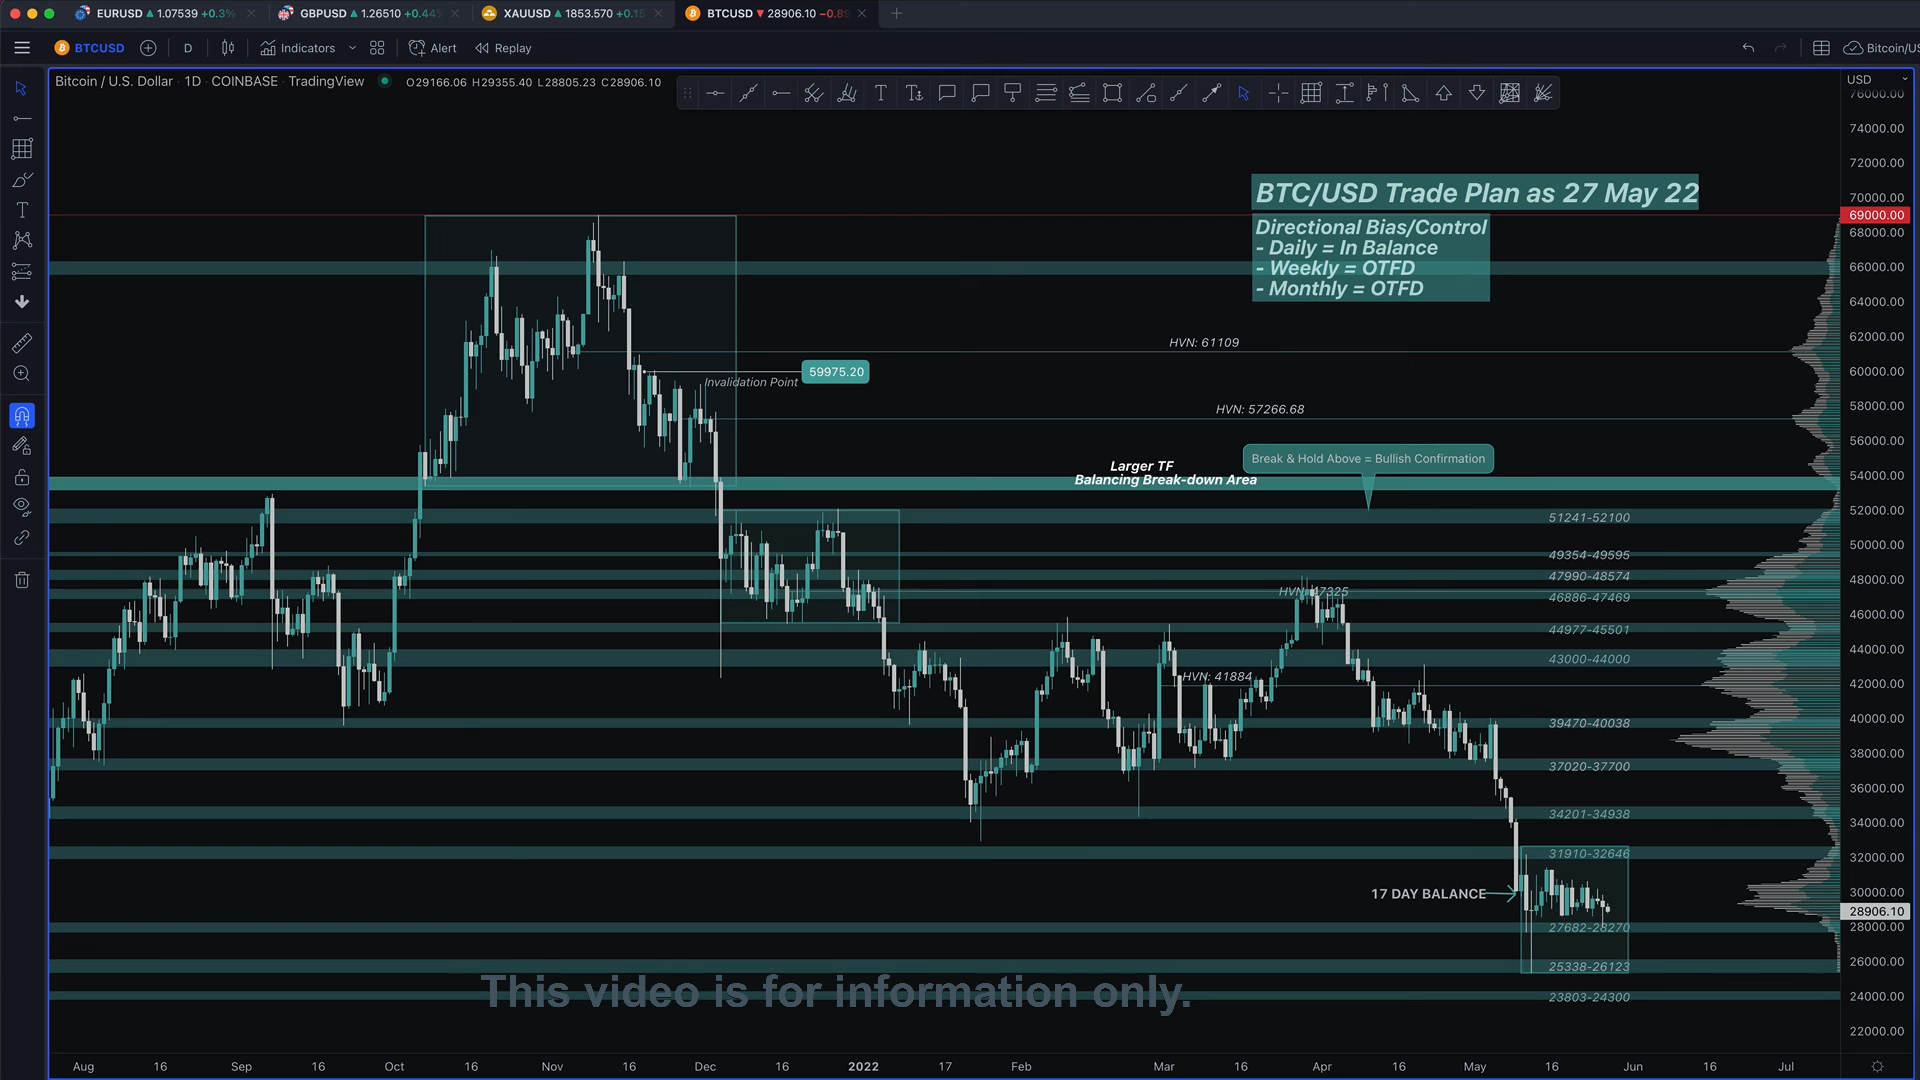 EURUSD ▲ 1.07539 +0.3%
GBPUSD ▲ 1.26510 +0.44%
XAUUSD ▲ 1853.570 +0.16
BTCUSD ▼ 28906.10 −0.8
BTCUSD
D
Indicators
Alert
Replay
Bitcoin/US
Bitcoin / U.S. Dollar · 1D · COINBASE · TradingView
O29166.06 H29355.40 L28805.23 C28906.10
USD
76000.00
74000.00
72000.00
70000.00
69000.00
68000.00
66000.00
64000.00
62000.00
60000.00
58000.00
56000.00
54000.00
52000.00
50000.00
48000.00
46000.00
44000.00
42000.00
40000.00
38000.00
36000.00
34000.00
32000.00
30000.00
28906.10
28000.00
26000.00
24000.00
22000.00
BTC/USD Trade Plan as 27 May 22
Directional Bias/Control
- Daily = In Balance
- Weekly = OTFD
- Monthly = OTFD
HVN: 61109
59975.20
Invalidation Point
HVN: 57266.68
Break & Hold Above = Bullish Confirmation
Larger TF
Balancing Break-down Area
51241-52100
49354-49595
47990-48574
HVN: 47325
46886-47469
44977-45501
43000-44000
HVN: 41884
39470-40038
37020-37700
34201-34938
31910-32646
17 DAY BALANCE
27682-28270
25338-26123
23803-24300
This video is for information only.
Aug 16 Sep 16 Oct 16 Nov 16 Dec 16 2022 17 Feb Mar 16 Apr 18 May 16 Jun 16 Jul